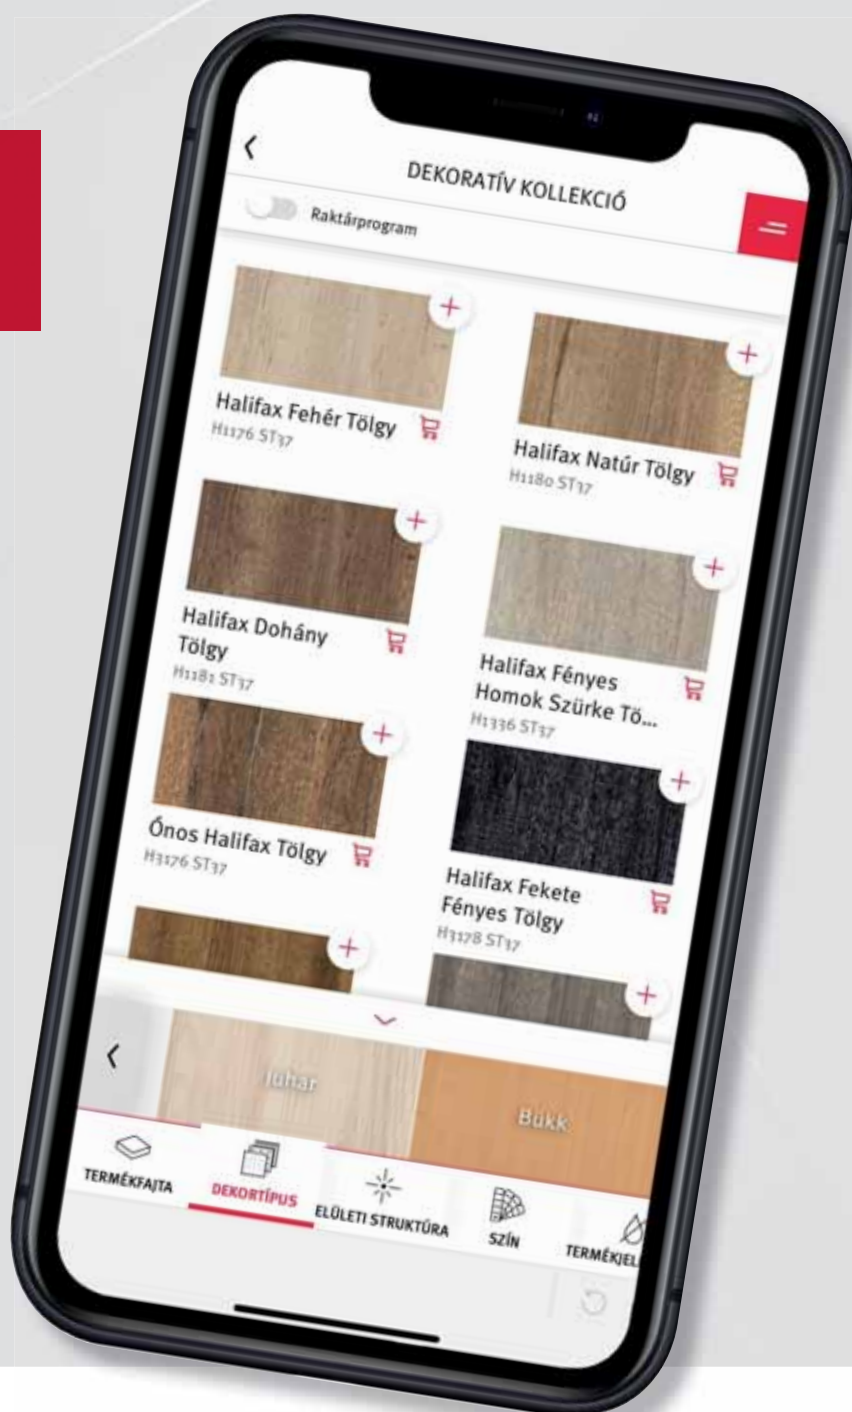 DEKORATÍV KOLLEKCIÓ
Raktárprogram
Halifax Fehér Tölgy
H1176 ST37
Halifax Natúr Tölgy
H1180 ST37
Halifax Dohány
Tölgy
H1181 ST37
Halifax Fényes
Homok Szürke Tö...
H1336 ST37
Ónos Halifax Tölgy
H3176 ST37
Halifax Fekete
Fényes Tölgy
H3178 ST37
Juhar
Bükk
TERMÉKFAJTA
DEKORTÍPUS
ELÜLETI STRUKTÚRA
SZÍN
TERMÉKJEL